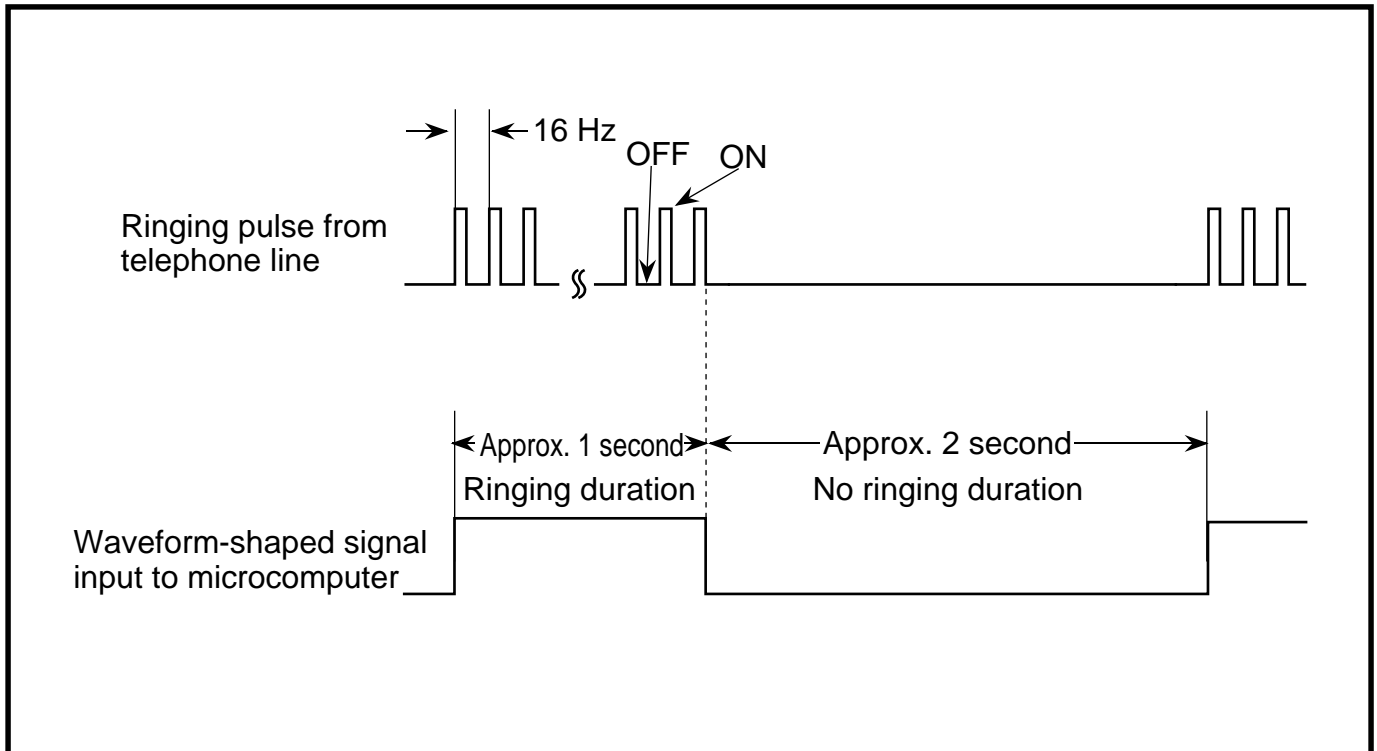 16 Hz
OFF ON
Ringing pulse from
telephone line
Approx. 1 second
Approx. 2 second
Ringing duration
No ringing duration
Waveform-shaped signal
input to microcomputer